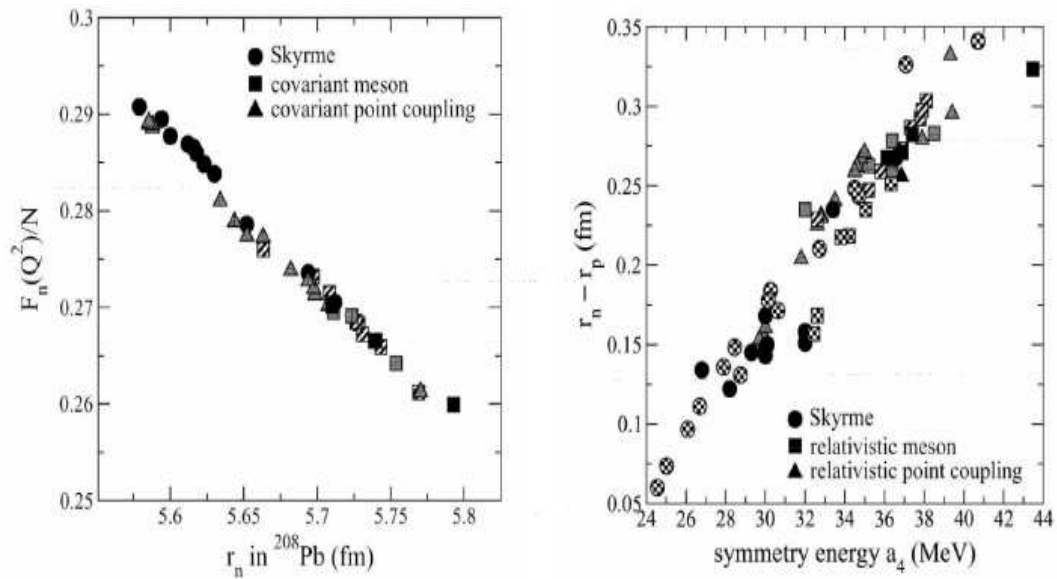 0.3
0.29
0.28
0.27
0.26
0.25
F_n(Q^2)/N
Skyrme
covariant meson
covariant point coupling
5.6
5.65
5.7
5.75
5.8
r_n in ^208Pb (fm)
0.35
0.3
0.25
0.2
0.15
0.1
0.05
r_n − r_p (fm)
Skyrme
relativistic meson
relativistic point coupling
24 26 28 30 32 34 36 38 40 42 44
symmetry energy a_4 (MeV)